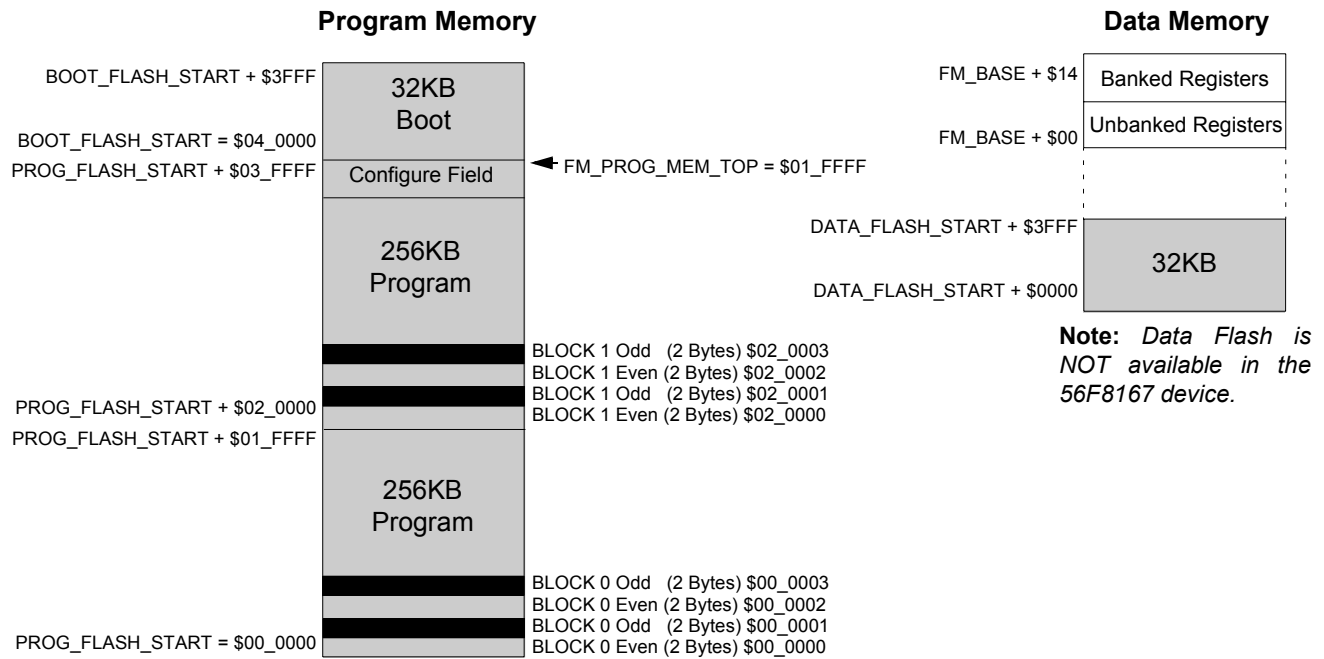 Program Memory
Data Memory
BOOT_FLASH_START + $3FFF
32KB
Boot
BOOT_FLASH_START = $04_0000
PROG_FLASH_START + $03_FFFF
Configure Field
FM_PROG_MEM_TOP = $01_FFFF
256KB
Program
BLOCK 1 Odd (2 Bytes) $02_0003
BLOCK 1 Even (2 Bytes) $02_0002
BLOCK 1 Odd (2 Bytes) $02_0001
BLOCK 1 Even (2 Bytes) $02_0000
PROG_FLASH_START + $02_0000
PROG_FLASH_START + $01_FFFF
256KB
Program
BLOCK 0 Odd (2 Bytes) $00_0003
BLOCK 0 Even (2 Bytes) $00_0002
BLOCK 0 Odd (2 Bytes) $00_0001
BLOCK 0 Even (2 Bytes) $00_0000
PROG_FLASH_START = $00_0000
FM_BASE + $14
Banked Registers
Unbanked Registers
FM_BASE + $00
DATA_FLASH_START + $3FFF
32KB
DATA_FLASH_START + $0000
Note: Data Flash is
NOT available in the
56F8167 device.